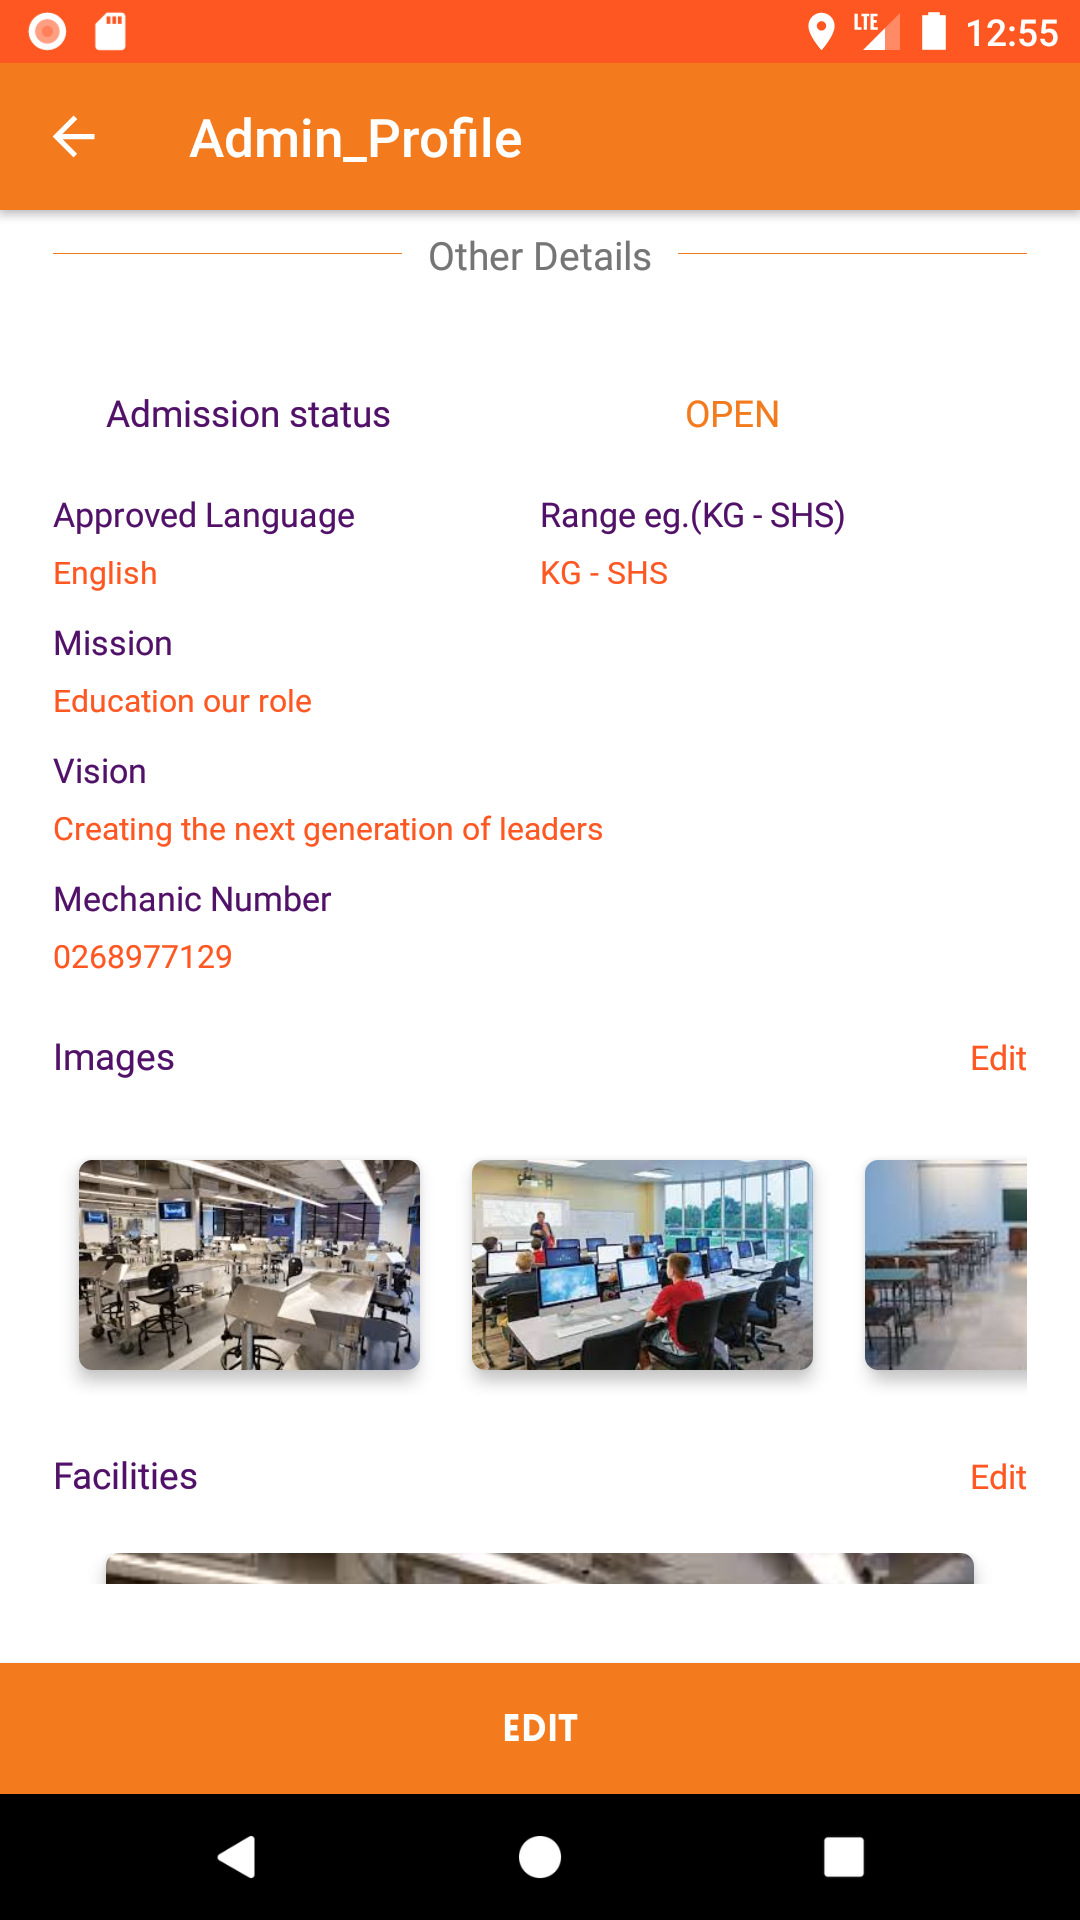 LTE 12:55
Admin_Profile
Other Details
Admission status OPEN
Approved Language Range eg.(KG - SHS)
English KG - SHS
Mission
Education our role
Vision
Creating the next generation of leaders
Mechanic Number
0268977129
Images Edit
Facilities Edit
EDIT